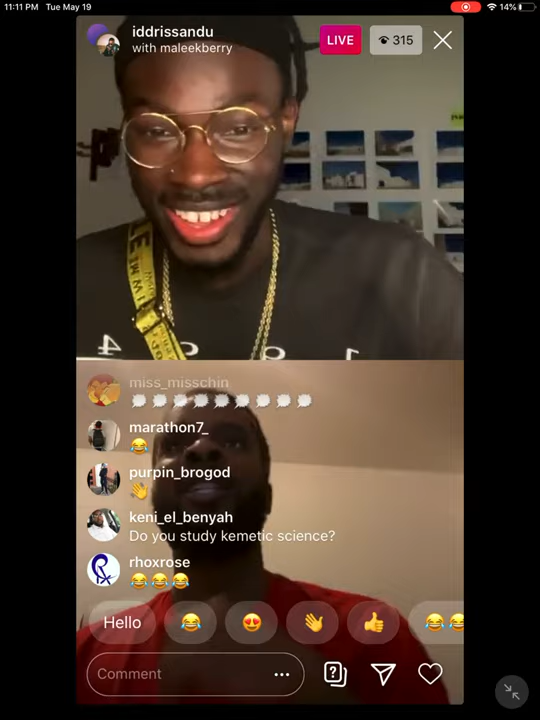 11:11 PM Tue May 19
14%
iddrissandu
with maleekberry
LIVE
315
miss_misschin
marathon7_
😂
purpin_brogod
👋
keni_el_benyah
Do you study kemetic science?
rhoxrose
😂😂😂
Hello
😂 😍 👋 👍 😂😂
Comment